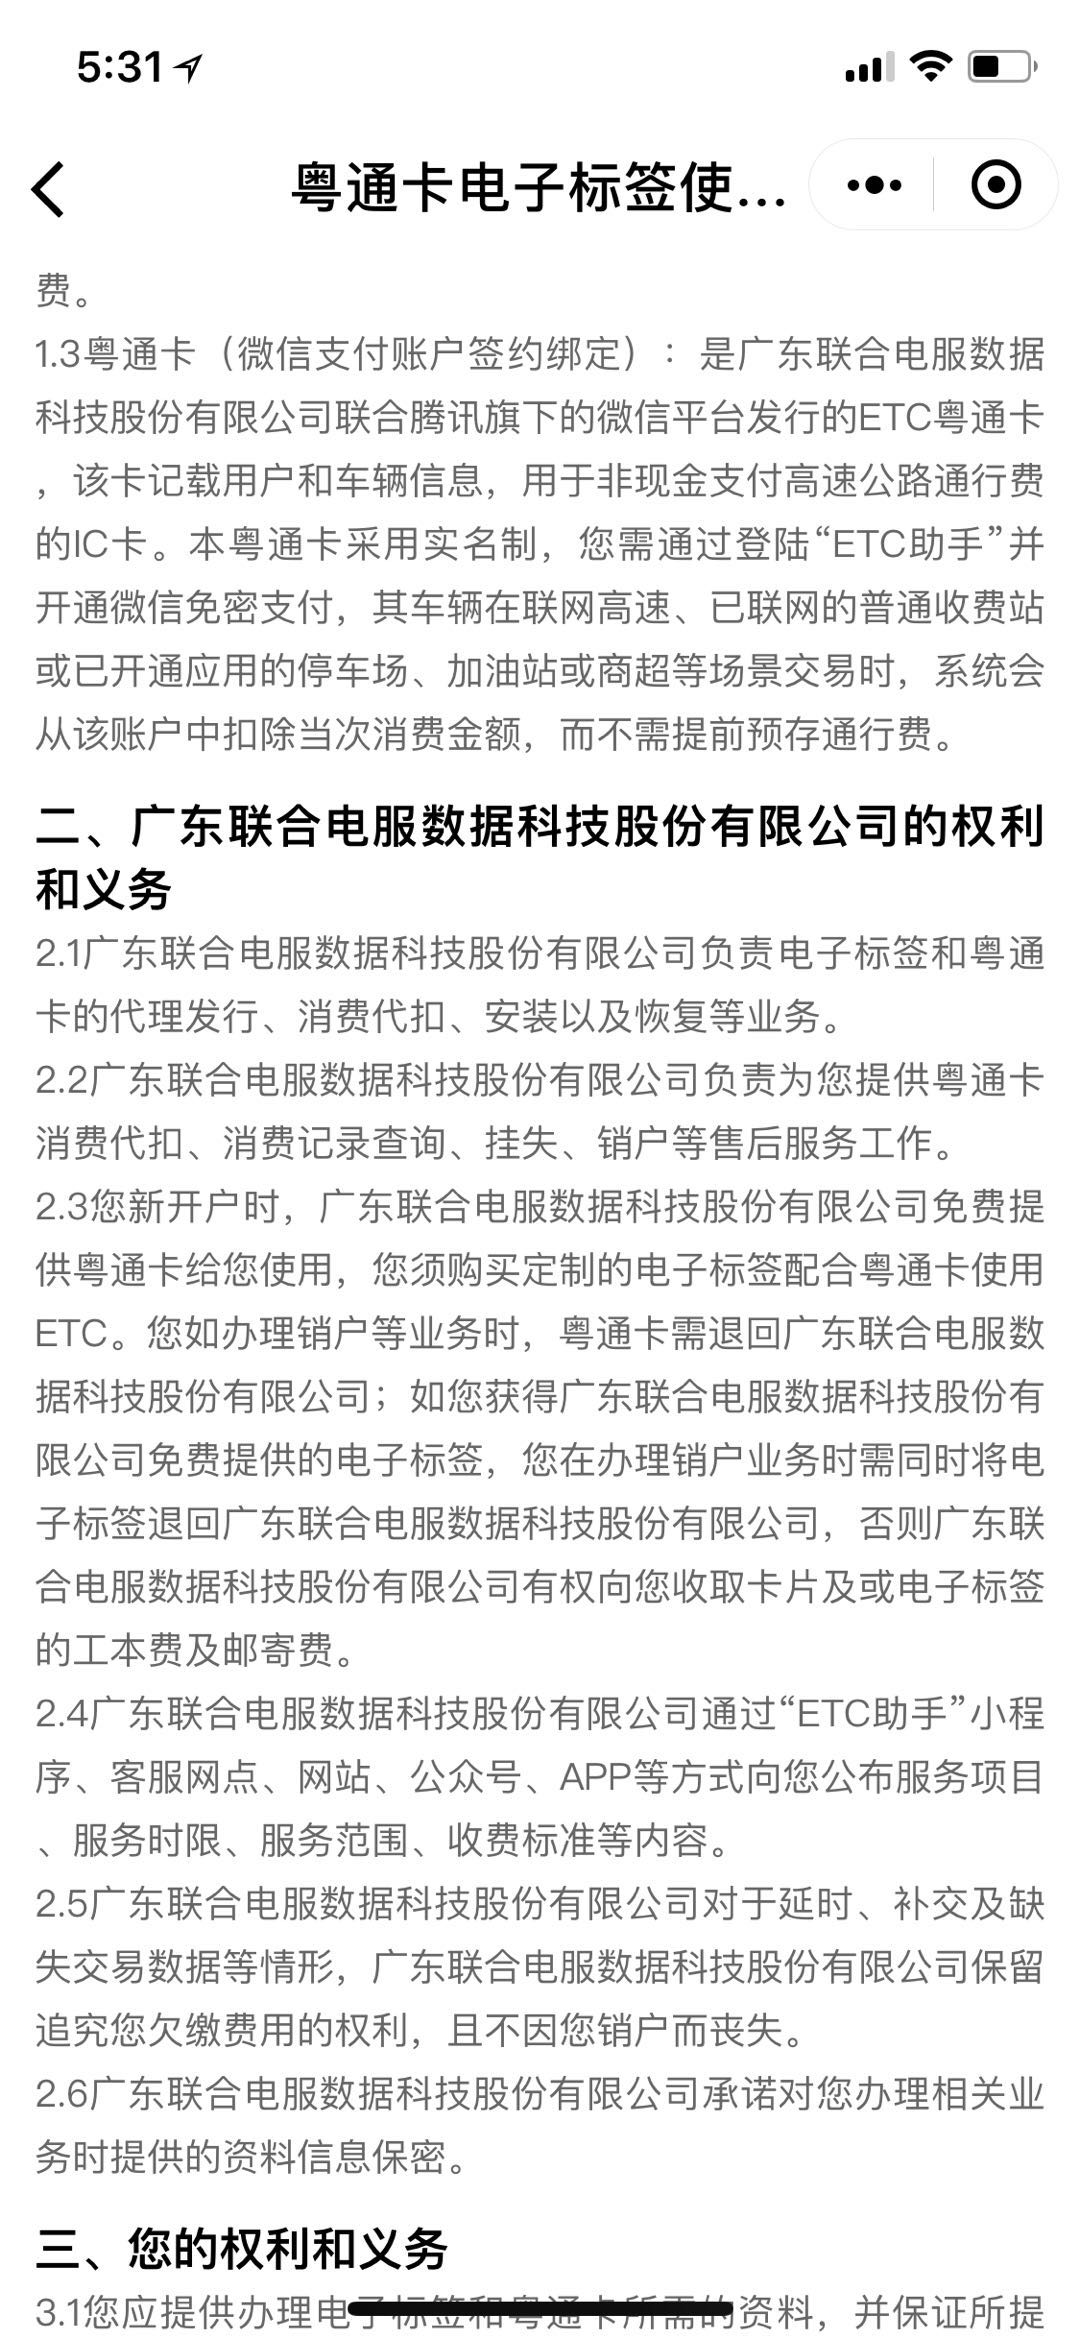 5:31
粤通卡电子标签使...
费。
1.3粤通卡（微信支付账户签约绑定）：是广东联合电服数据
科技股份有限公司联合腾讯旗下的微信平台发行的ETC粤通卡
，该卡记载用户和车辆信息，用于非现金支付高速公路通行费
的IC卡。本粤通卡采用实名制，您需通过登陆“ETC助手”并
开通微信免密支付，其车辆在联网高速、已联网的普通收费站
或已开通应用的停车场、加油站或商超等场景交易时，系统会
从该账户中扣除当次消费金额，而不需提前预存通行费。
二、广东联合电服数据科技股份有限公司的权利
和义务
2.1广东联合电服数据科技股份有限公司负责电子标签和粤通
卡的代理发行、消费代扣、安装以及恢复等业务。
2.2广东联合电服数据科技股份有限公司负责为您提供粤通卡
消费代扣、消费记录查询、挂失、销户等售后服务工作。
2.3您新开户时，广东联合电服数据科技股份有限公司免费提
供粤通卡给您使用，您须购买定制的电子标签配合粤通卡使用
ETC。您如办理销户等业务时，粤通卡需退回广东联合电服数
据科技股份有限公司；如您获得广东联合电服数据科技股份有
限公司免费提供的电子标签，您在办理销户业务时需同时将电
子标签退回广东联合电服数据科技股份有限公司，否则广东联
合电服数据科技股份有限公司有权向您收取卡片及或电子标签
的工本费及邮寄费。
2.4广东联合电服数据科技股份有限公司通过“ETC助手”小程
序、客服网点、网站、公众号、APP等方式向您公布服务项目
、服务时限、服务范围、收费标准等内容。
2.5广东联合电服数据科技股份有限公司对于延时、补交及缺
失交易数据等情形，广东联合电服数据科技股份有限公司保留
追究您欠缴费用的权利，且不因您销户而丧失。
2.6广东联合电服数据科技股份有限公司承诺对您办理相关业
务时提供的资料信息保密。
三、您的权利和义务
3.1您应提供办理电子标签和粤通卡所需的资料，并保证所提